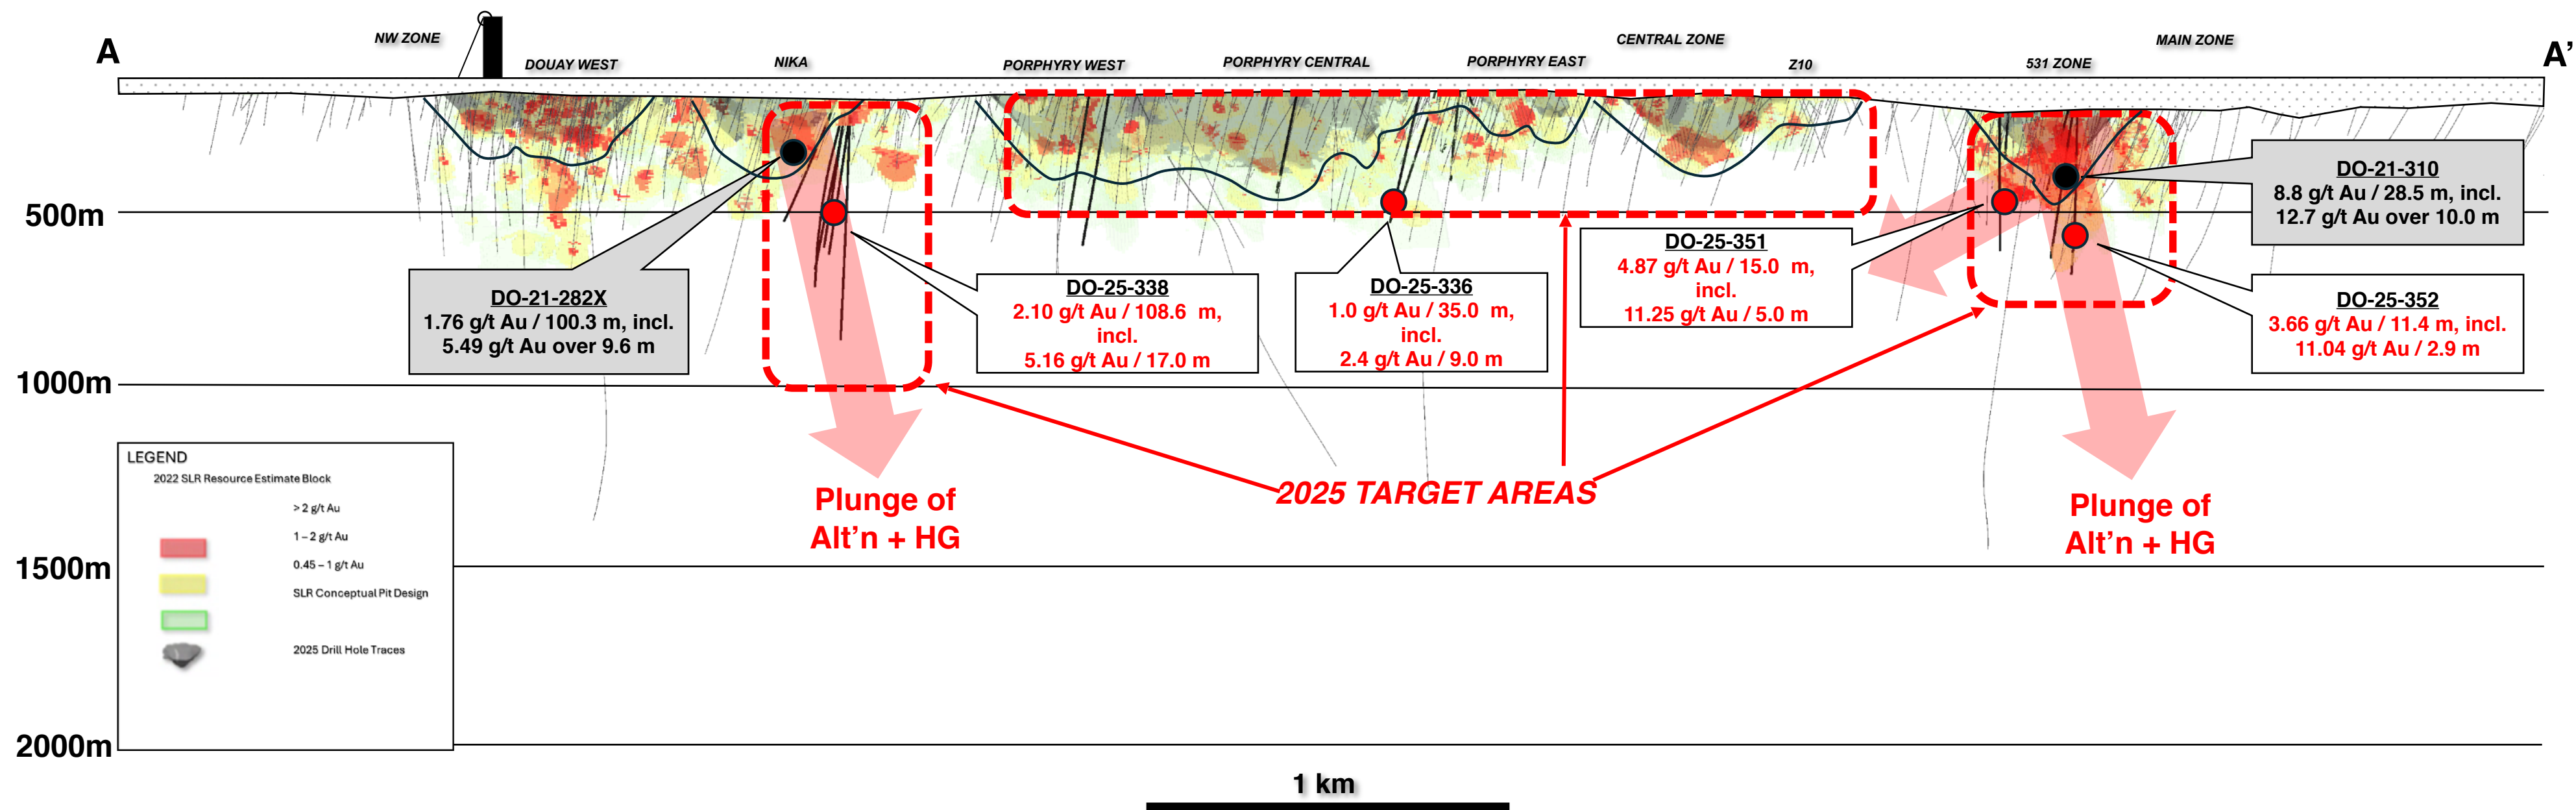 A
A'
NW ZONE
DOUAY WEST
NIKA
PORPHYRY WEST
PORPHYRY CENTRAL
PORPHYRY EAST
CENTRAL ZONE
Z10
531 ZONE
MAIN ZONE
500m
1000m
1500m
2000m
DO-21-282X
1.76 g/t Au / 100.3 m, incl.
5.49 g/t Au over 9.6 m
DO-25-338
2.10 g/t Au / 108.6 m,
incl.
5.16 g/t Au / 17.0 m
DO-25-336
1.0 g/t Au / 35.0 m,
incl.
2.4 g/t Au / 9.0 m
DO-25-351
4.87 g/t Au / 15.0 m,
incl.
11.25 g/t Au / 5.0 m
DO-21-310
8.8 g/t Au / 28.5 m, incl.
12.7 g/t Au over 10.0 m
DO-25-352
3.66 g/t Au / 11.4 m, incl.
11.04 g/t Au / 2.9 m
Plunge of
Alt'n + HG
2025 TARGET AREAS
Plunge of
Alt'n + HG
LEGEND
2022 SLR Resource Estimate Block
> 2 g/t Au
1 – 2 g/t Au
0.45 – 1 g/t Au
SLR Conceptual Pit Design
2025 Drill Hole Traces
1 km